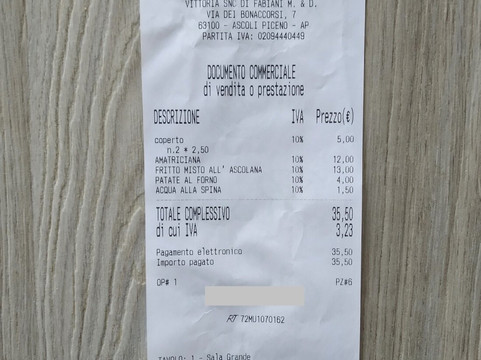 VITTORIA SNC DI FABIANI M. & D.
VIA DEI BONACCORSI, 7
63100 - ASCOLI PICENO - AP
PARTITA IVA: 02094440449
DOCUMENTO COMMERCIALE
di vendita o prestazione
DESCRIZIONE IVA Prezzo(€)
coperto 10% 5,00
n.2 * 2,50
AMATRICIANA 10% 12,00
FRITTO MISTO ALL' ASCOLANA 10% 13,00
PATATE AL FORNO 10% 4,00
ACQUA ALLA SPINA 10% 1,50
TOTALE COMPLESSIVO 35,50
di cui IVA 3,23
Pagamento elettronico 35,50
Importo pagato 35,50
OP# 1 PZ#6
RT 72MU1070162
TAVOLO: 1 - Sala Grande